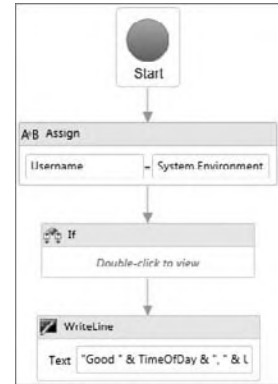 Start
A+B Assign
Username = System.Environment
If
Double-click to view
WriteLine
Text "Good " & TimeOfDay & ", " & U